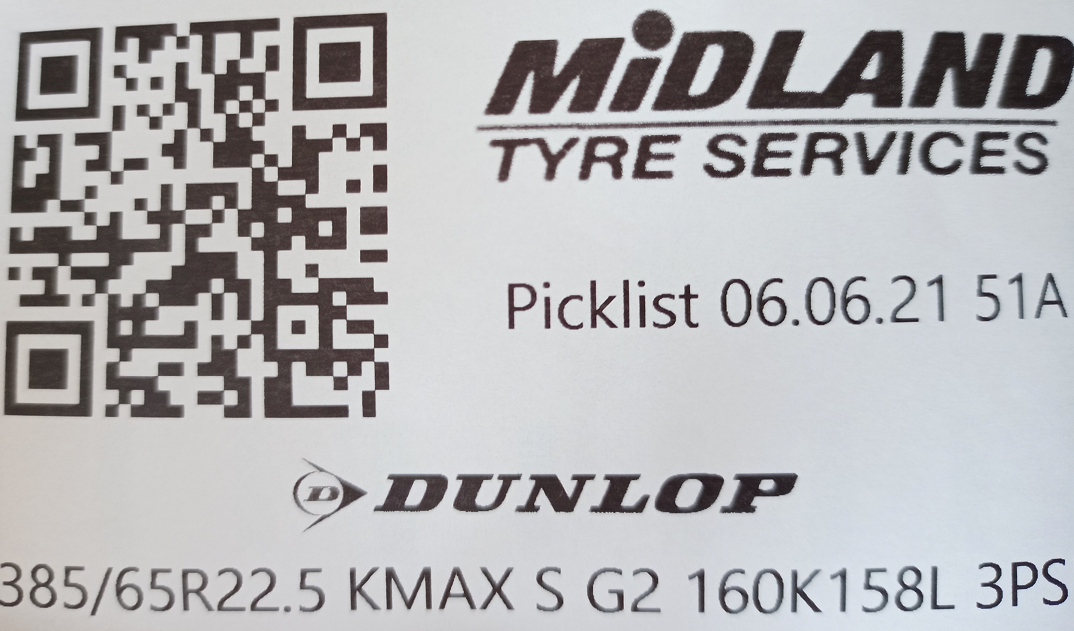 MiDLAND
TYRE SERVICES
Picklist 06.06.21 51A
D DUNLOP
385/65R22.5 KMAX S G2 160K158L 3PS